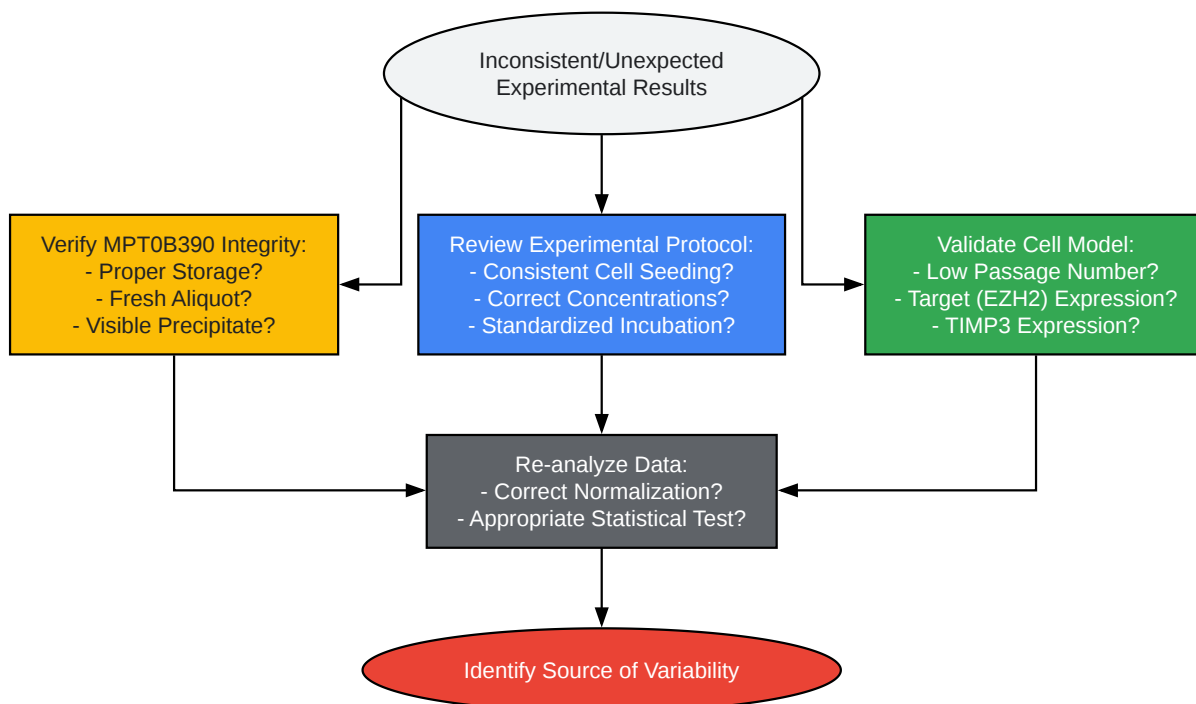 Inconsistent/Unexpected
Experimental Results
Verify MPT0B390 Integrity:
- Proper Storage?
- Fresh Aliquot?
- Visible Precipitate?
Review Experimental Protocol:
- Consistent Cell Seeding?
- Correct Concentrations?
- Standardized Incubation?
Validate Cell Model:
- Low Passage Number?
- Target (EZH2) Expression?
- TIMP3 Expression?
Re-analyze Data:
- Correct Normalization?
- Appropriate Statistical Test?
Identify Source of Variability